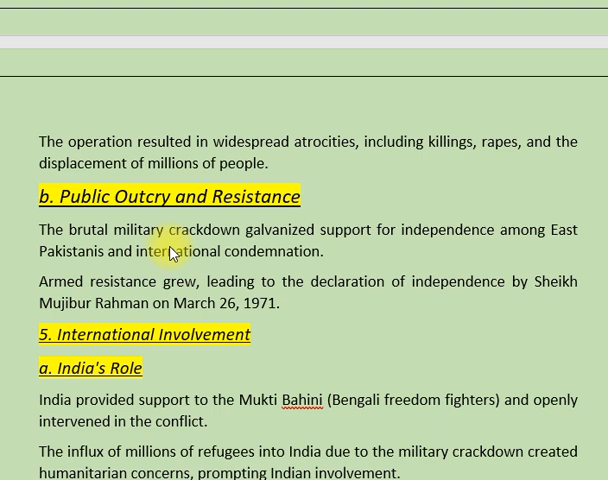 The operation resulted in widespread atrocities, including killings, rapes, and the
displacement of millions of people.
b. Public Outcry and Resistance
The brutal military crackdown galvanized support for independence among East
Pakistanis and international condemnation.
Armed resistance grew, leading to the declaration of independence by Sheikh
Mujibur Rahman on March 26, 1971.
5. International Involvement
a. India's Role
India provided support to the Mukti Bahini (Bengali freedom fighters) and openly
intervened in the conflict.
The influx of millions of refugees into India due to the military crackdown created
humanitarian concerns, prompting Indian involvement.